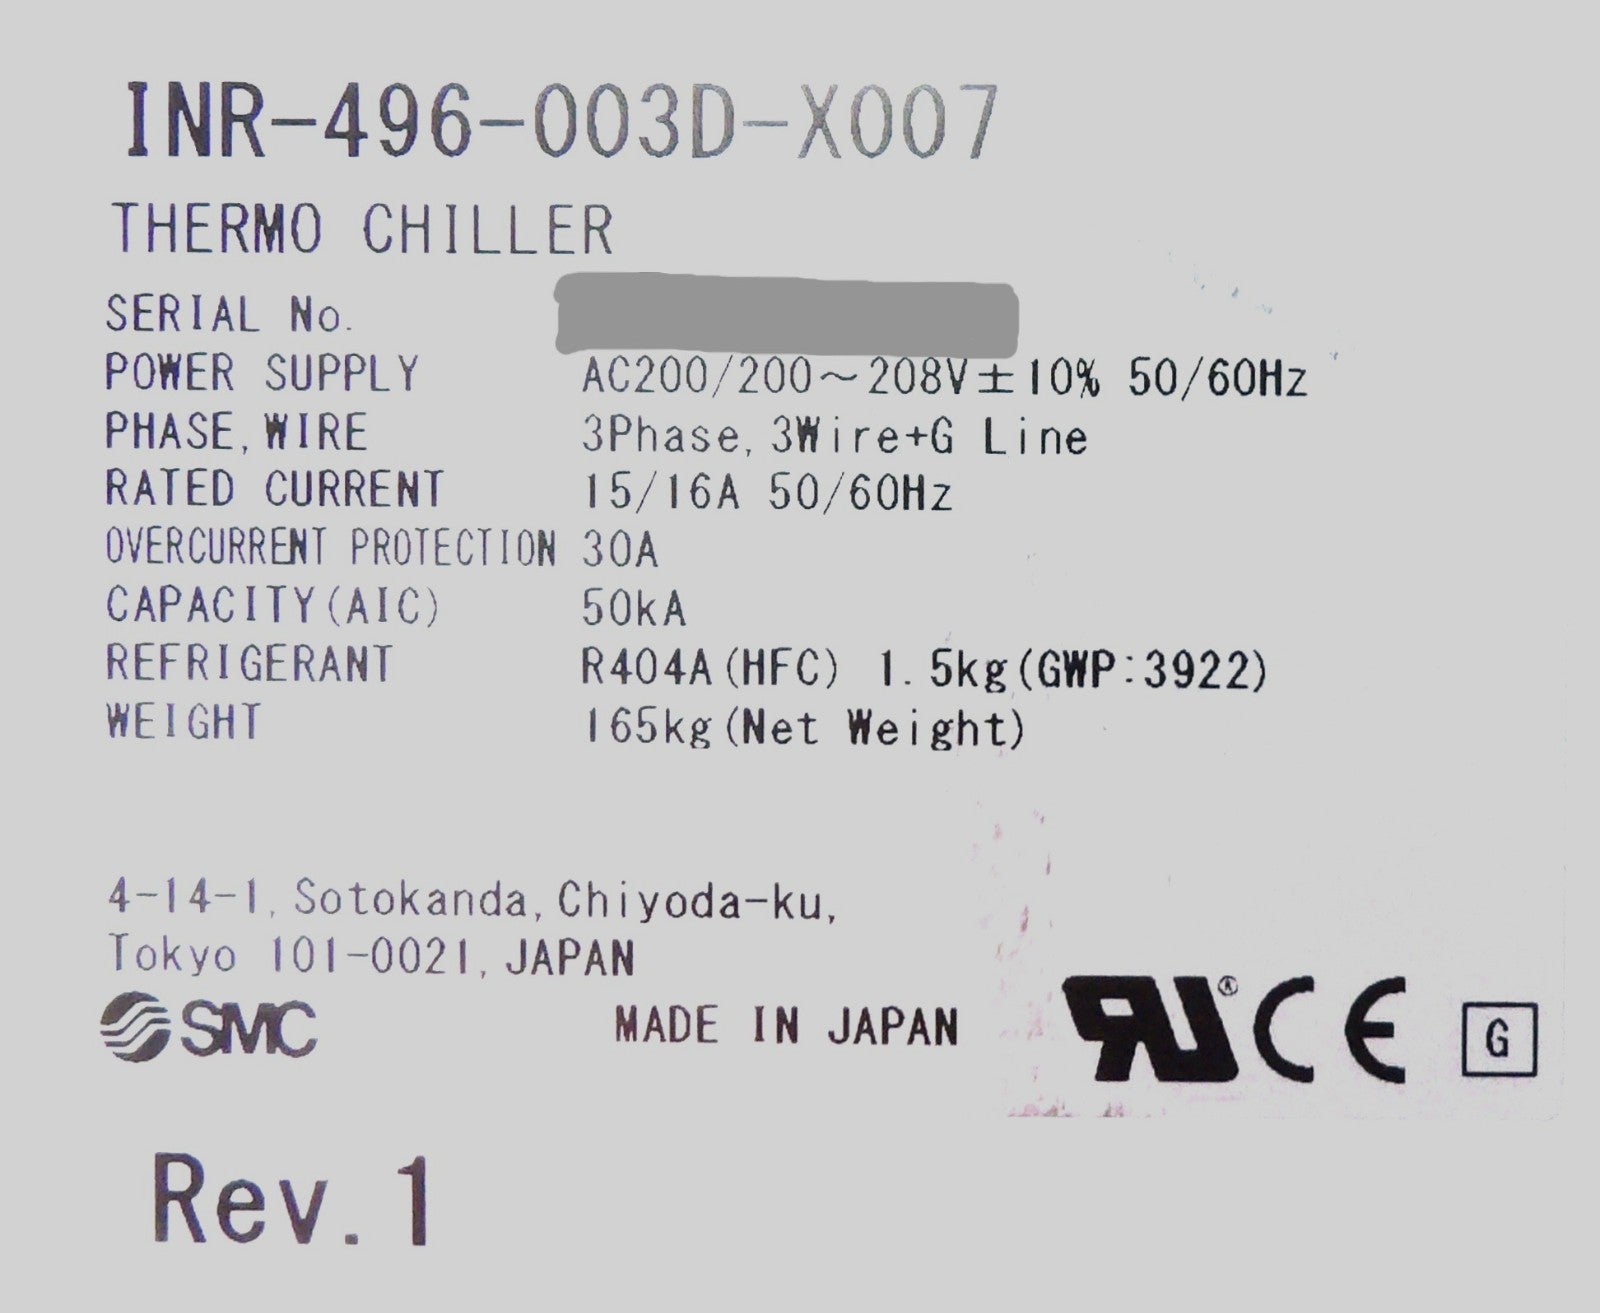 INR-496-003D-X007
THERMO CHILLER
SERIAL No.
POWER SUPPLY AC200/200~208V±10% 50/60Hz
PHASE, WIRE 3Phase, 3Wire+G Line
RATED CURRENT 15/16A 50/60Hz
OVERCURRENT PROTECTION 30A
CAPACITY(AIC) 50kA
REFRIGERANT R404A(HFC) 1.5kg(GWP:3922)
WEIGHT 165kg(Net Weight)
4-14-1, Sotokanda, Chiyoda-ku,
Tokyo 101-0021, JAPAN
SMC MADE IN JAPAN RU® CE G
Rev.1